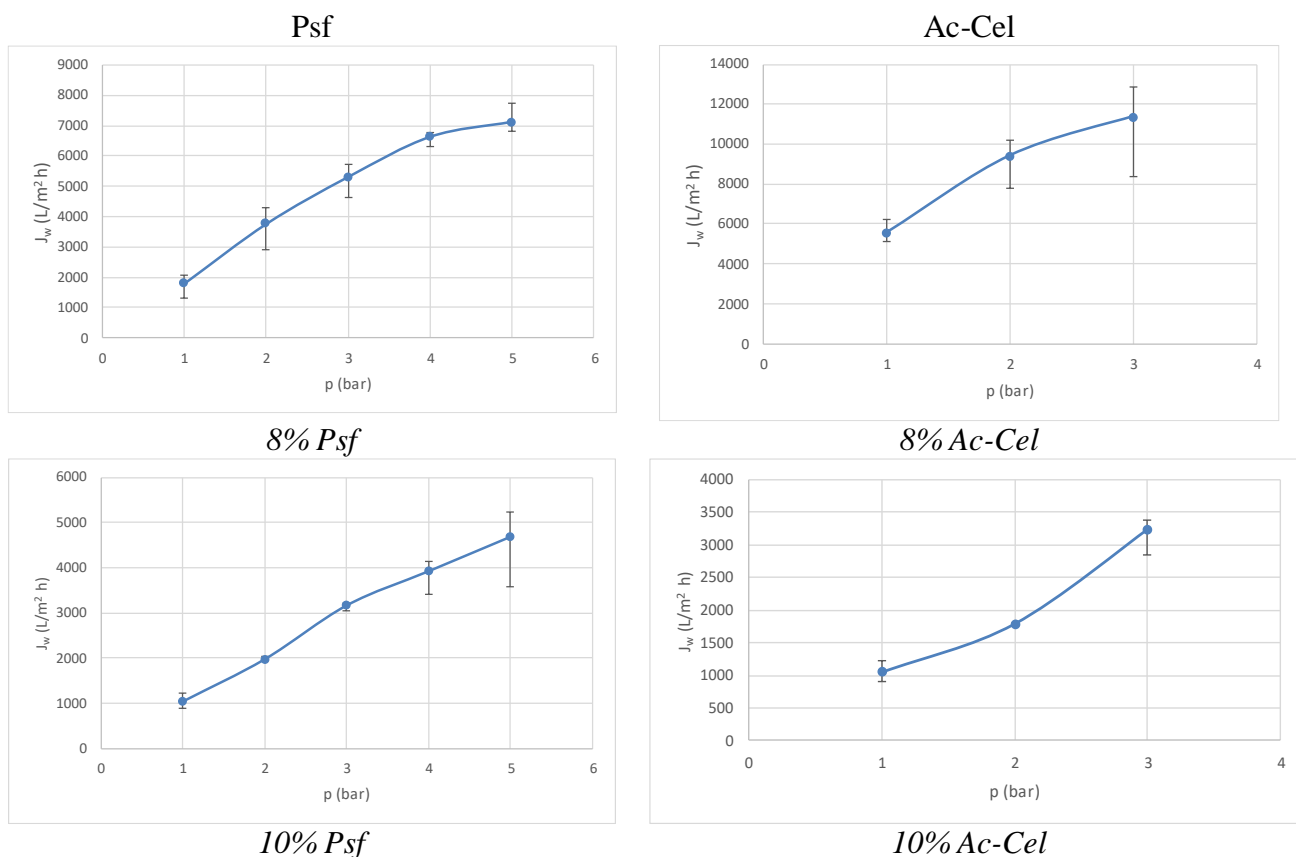 Psf
Ac-Cel
9000
8000
7000
6000
5000
4000
3000
2000
1000
0
J_w (L/m² h)
0 1 2 3 4 5 6
p (bar)
14000
12000
10000
8000
6000
4000
2000
0
J_w (L/m² h)
0 1 2 3 4
p (bar)
8% Psf
8% Ac-Cel
6000
5000
4000
3000
2000
1000
0
J_w (L/m² h)
0 1 2 3 4 5 6
p (bar)
4000
3500
3000
2500
2000
1500
1000
500
0
J_w (L/m² h)
0 1 2 3 4
p (bar)
10% Psf
10% Ac-Cel